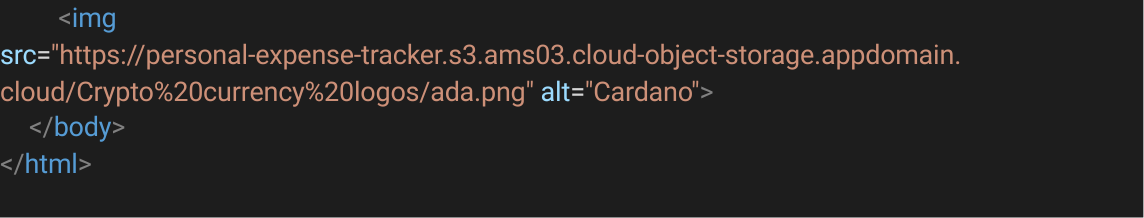 <img
src="https://personal-expense-tracker.s3.ams03.cloud-object-storage.appdomain.
cloud/Crypto%20currency%20logos/ada.png" alt="Cardano">
</body>
</html>